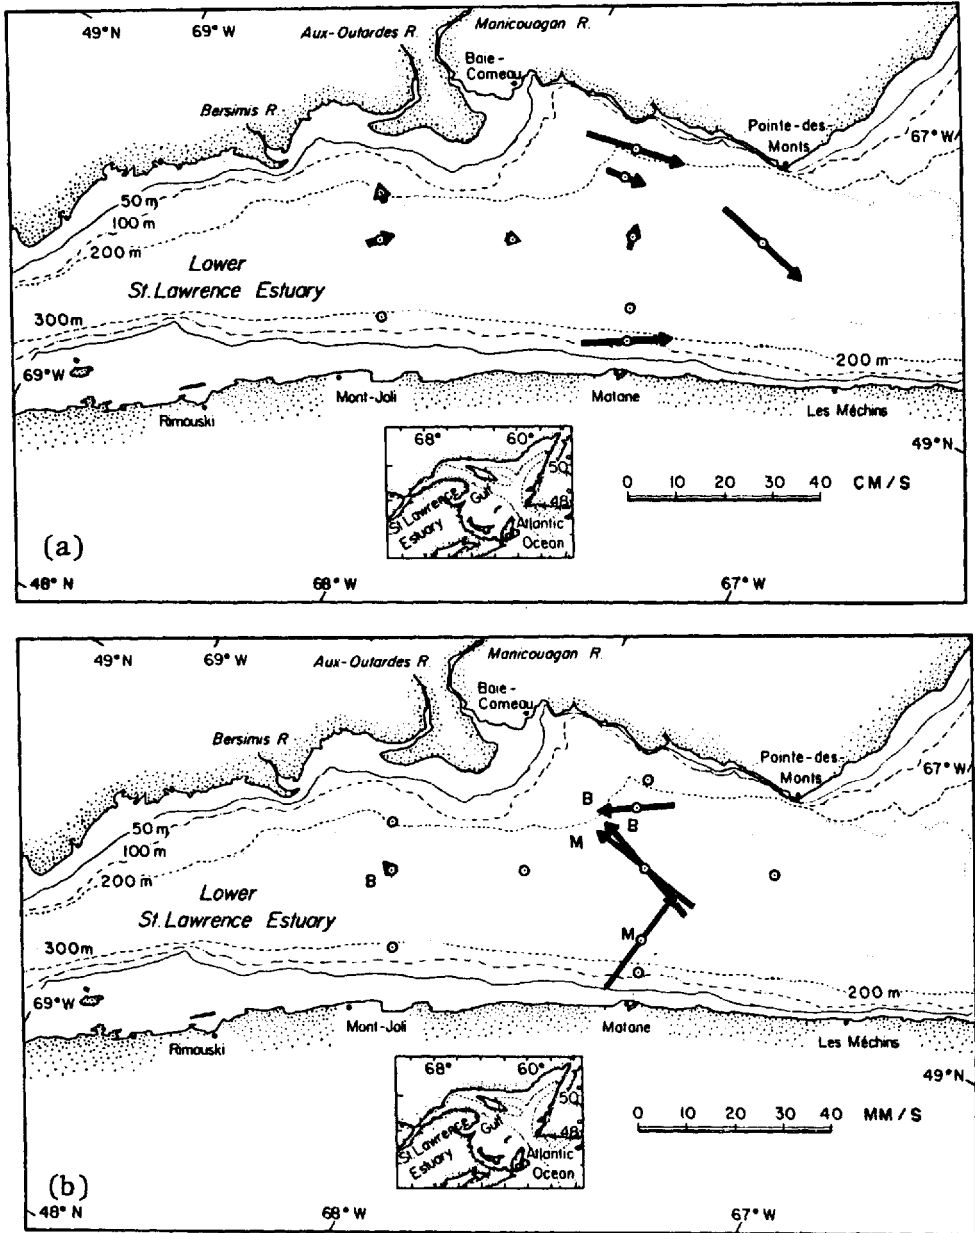 49°N
69°W
Aux-Outardes R.
Manicouagan R.
Baie-
Comeau
Bersimis R.
Pointe-des-
Monts
67°W
50 m
100 m
200 m
Lower
St. Lawrence Estuary
300m
200 m
69°W
Rimouski
Mont-Joli
Matane
Les Méchins
49°N
68°
60°
50
48
Gulf
St Lawrence
Estuary
Atlantic
Ocean
0 10 20 30 40 CM/S
(a)
48°N
68°W
67°W
49°N
69°W
Aux-Outardes R.
Manicouagan R.
Baie-
Comeau
Bersimis R
Pointe-des-
Monts
67°W
B
B
M
50m
100 m
200 m
B
Lower
St. Lawrence Estuary
M
300m
200 m
69°W
Rimouski
Mont-Joli
Matane
Les Méchins
49°N
68°
60°
50
48
Gulf
St Lawrence
Estuary
Atlantic
Ocean
0 10 20 30 40 MM/S
(b)
48°N
68°W
67°W